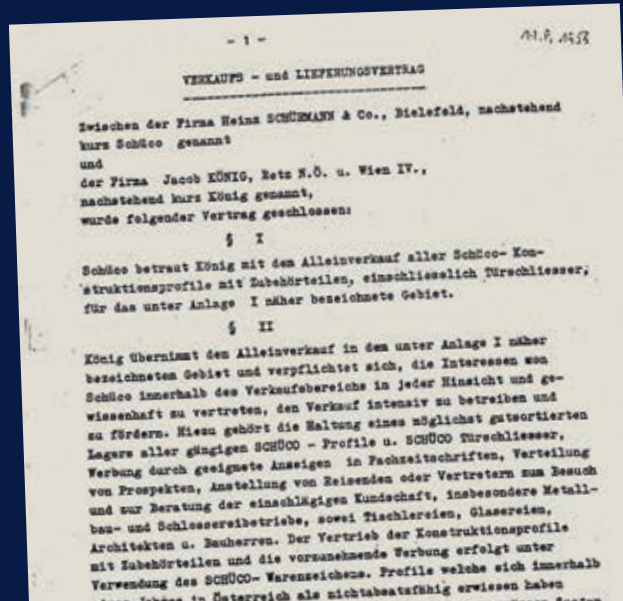 - 1 -
VERKAUFS - und LIEFERUNGSVERTRAG
Zwischen der Firma Heinz SCHÜRMANN & Co., Bielefeld, nachstehend
kurz Schüco genannt
und
der Firma Jacob KÖNIG, Retz N.Ö. u. Wien IV.,
nachstehend kurz König genannt,
wurde folgender Vertrag geschlossen:
§ I
Schüco betraut König mit dem Alleinverkauf aller Schüco- Kon-
struktionsprofile mit Zubehörteilen, einschliesslich Türschliesser,
für das unter Anlage I näher bezeichnete Gebiet.
§ II
König übernimmt den Alleinverkauf in dem unter Anlage I näher
bezeichneten Gebiet und verpflichtet sich, die Interessen von
Schüco innerhalb des Verkaufsbereichs in jeder Hinsicht und ge-
wissenhaft zu vertreten, den Verkauf intensiv zu betreiben und
zu fördern. Hiezu gehört die Haltung eines möglichst gutsortierten
Lagers aller gängigen SCHÜCO - Profile u. SCHÜCO Türschliesser,
Werbung durch geeignete Anzeigen in Fachzeitschriften, Verteilung
von Prospekten, Anstellung von Reisenden oder Vertretern zum Besuch
und zur Beratung der einschlägigen Kundschaft, insbesondere Metall-
bau- und Schlossereibetriebe, sowei Tischlereien, Glasereien,
Architekten u. Bauherren. Der Vertrieb der Konstruktionsprofile
mit Zubehörteilen und die vorzunehmende Werbung erfolgt unter
Verwendung des SCHÜCO- Warenzeichens. Profile welche sich innerhalb
Jahres in Österreich als nichtabsatzfähig erwiesen haben